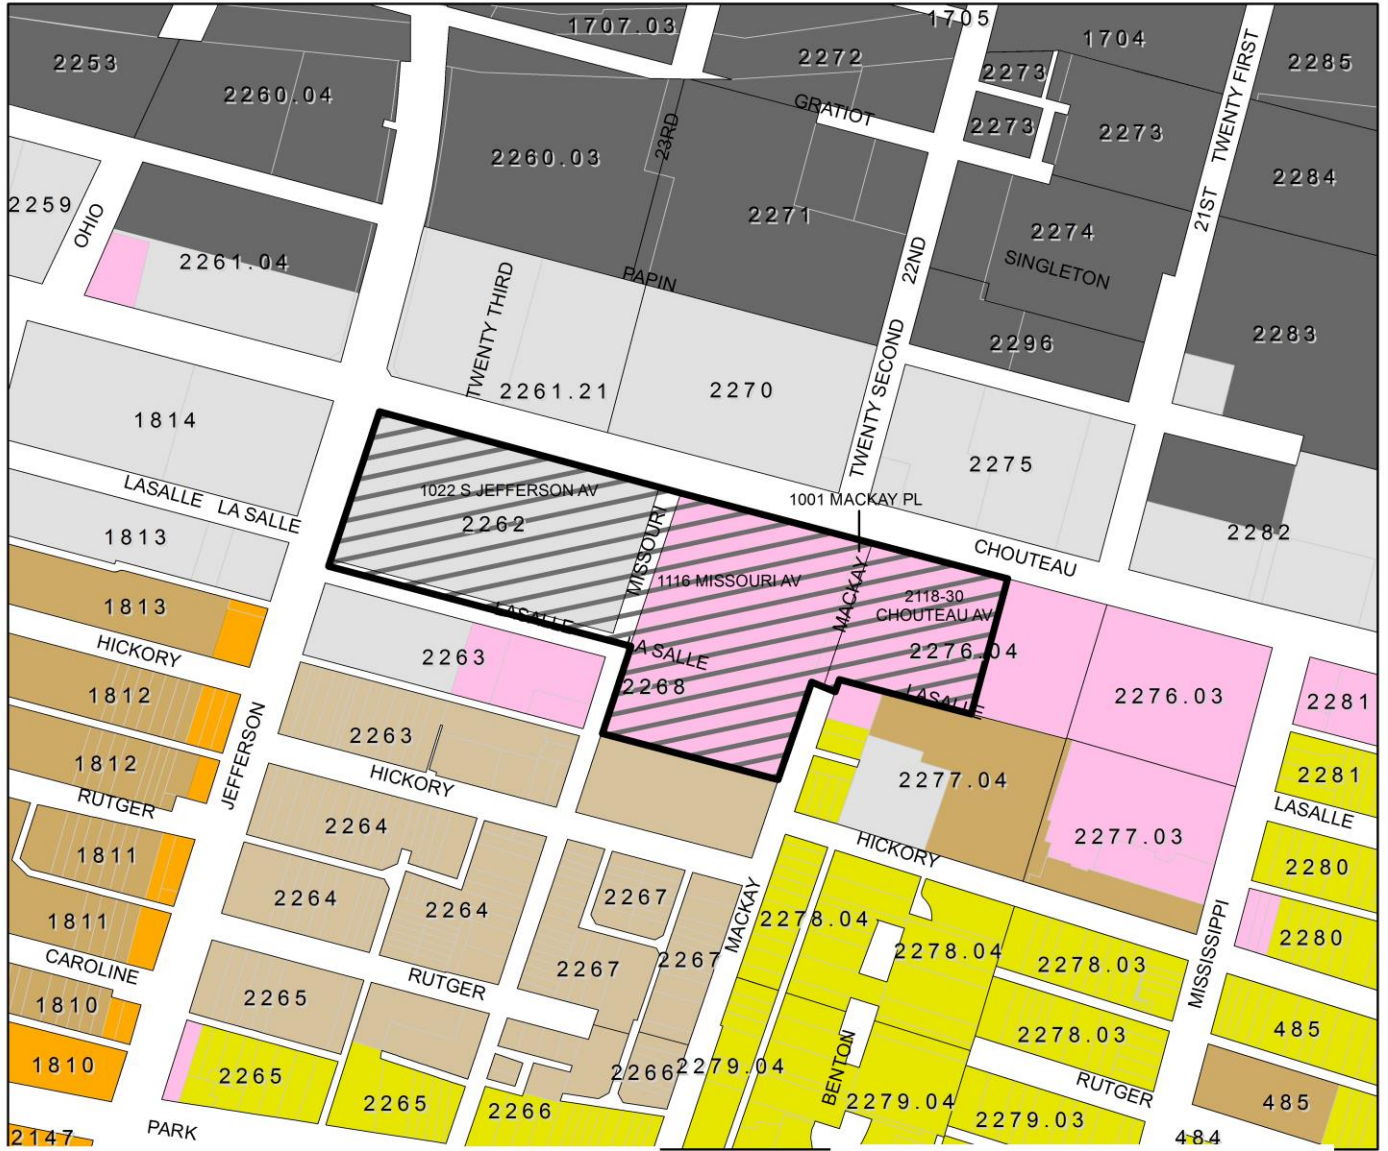 1707.03
1705
1704
2253
2272
2273
2285
2260.04
GRATIOT
TWENTY FIRST
2273
2273
23RD
2260.03
2284
2259
2271
21ST
OHIO
2274
2261.04
22ND
SINGLETON
PAPIN
TWENTY THIRD
2283
2296
TWENTY SECOND
2261.21
2270
1814
2275
LASALLE
LA SALLE
1022 S JEFFERSON AV
2262
1001 MACKAY PL
2282
1813
MISSOURI
CHOUTEAU
1116 MISSOURI AV
MACKAY
2118-30
CHOUTEAU AV
1813
LASALLE
HICKORY
2263
A SALLE
2276.04
2268
1812
LASALLE
2276.03
2281
2263
JEFFERSON
1812
HICKORY
2277.04
2281
RUTGER
LASALLE
2264
2277.03
1811
HICKORY
2280
2264
2264
2267
MACKAY
2278.04
1811
2267
2278.04
2280
CAROLINE
2267
2278.03
MISSISSIPPI
RUTGER
2265
1810
2278.03
485
BENTON
1810
2265
2266
2279.04
RUTGER
2265
2266
2279.04
2279.03
485
PARK
2147
484